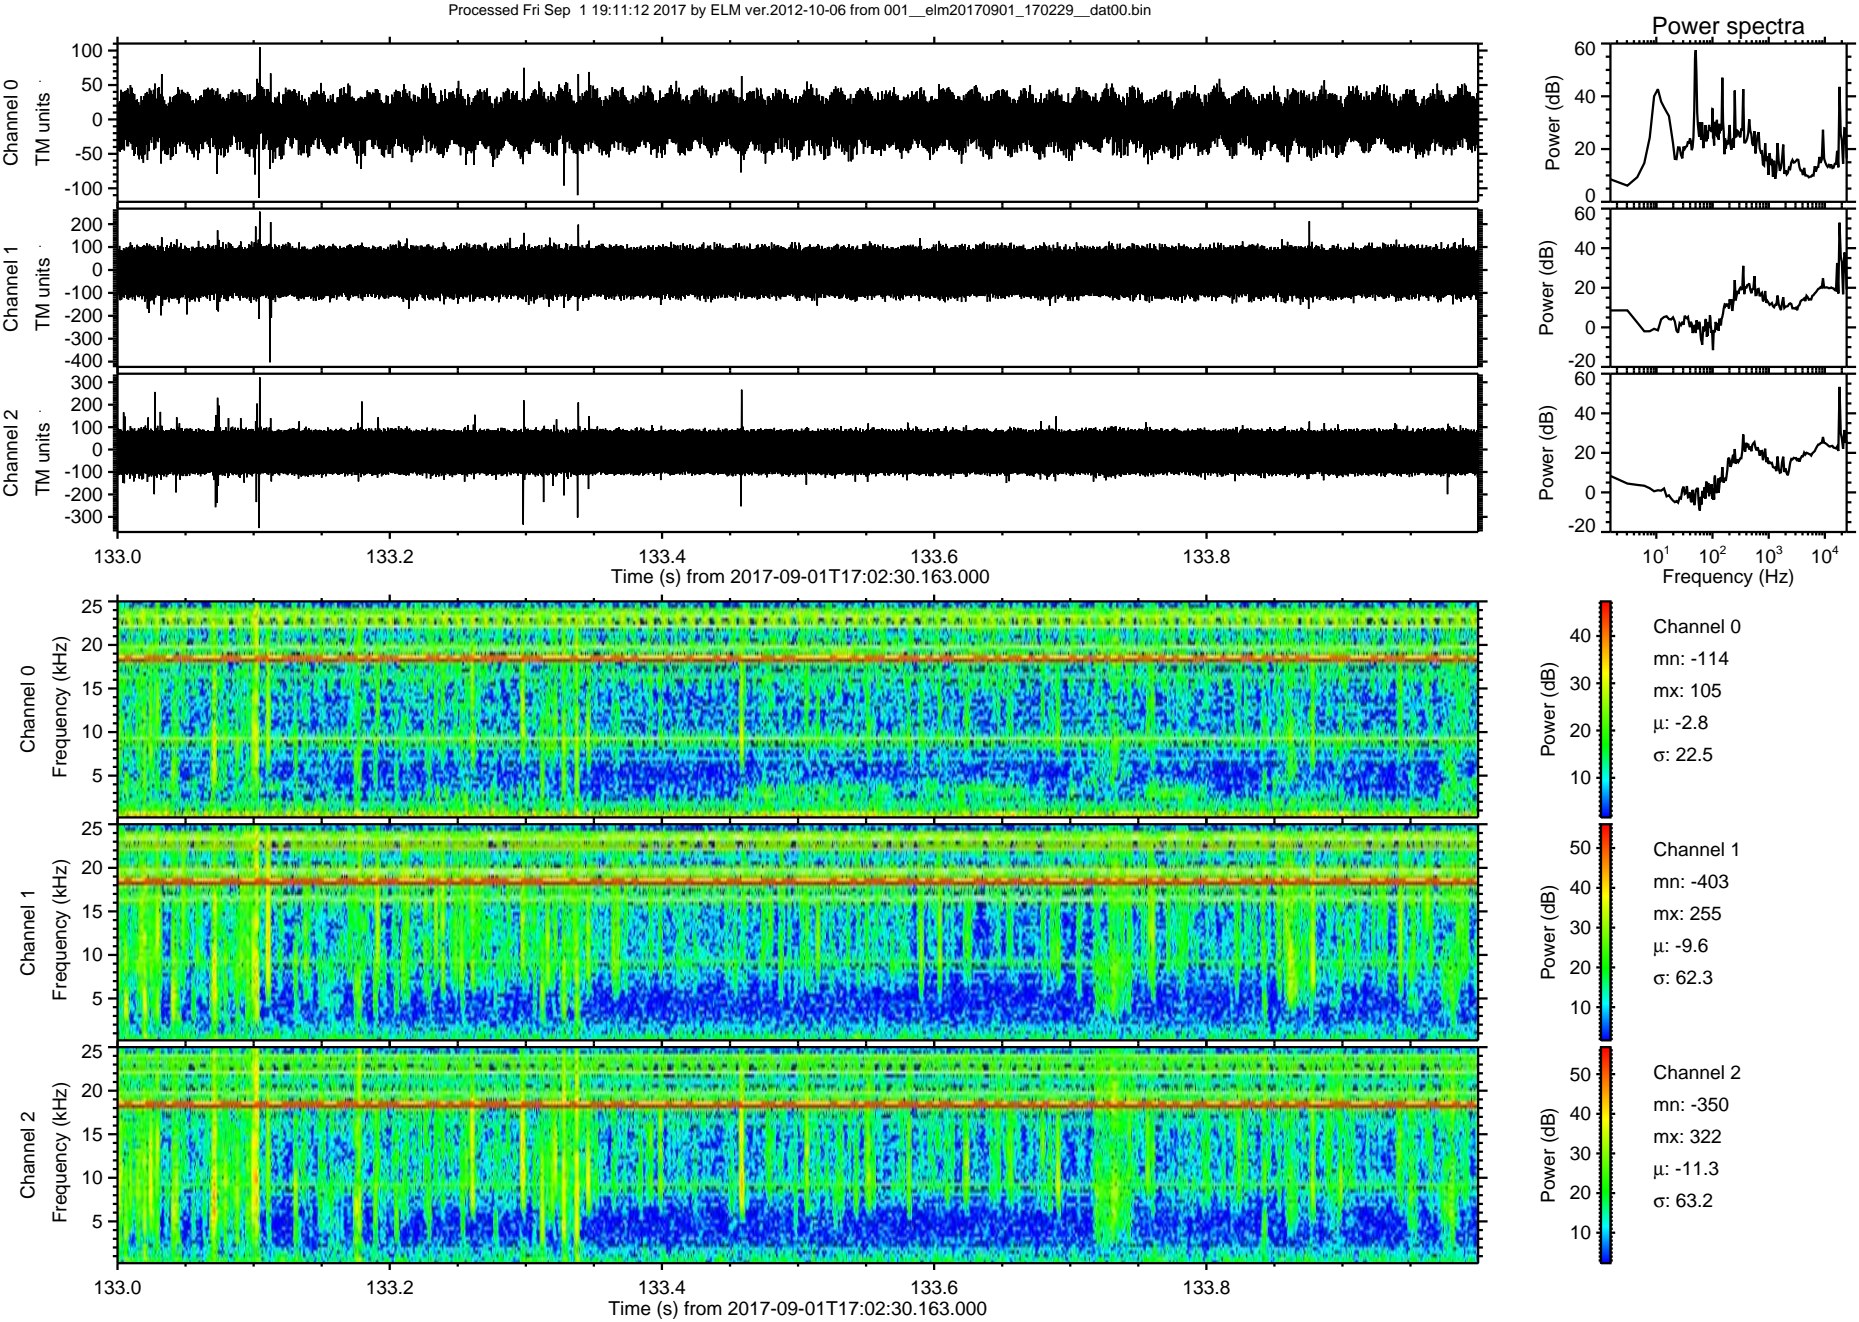 Processed Fri Sep  1 19:11:12 2017 by ELM ver.2012-10-06 from 001__elm20170901_170229__dat00.bin
Power spectra
Channel 0
TM units
100
50
0
-50
-100
Power (dB)
60
40
20
0
Channel 1
TM units
200
100
0
-100
-200
-300
-400
Power (dB)
60
40
20
0
-20
Channel 2
TM units
300
200
100
0
-100
-200
-300
Power (dB)
60
40
20
0
-20
133.0 133.2 133.4 133.6 133.8
Time (s) from 2017-09-01T17:02:30.163.000
10¹ 10² 10³ 10⁴
Frequency (Hz)
Channel 0
Frequency (kHz)
25
20
15
10
5
Power (dB)
40
30
20
10
Channel 0
mn: -114
mx: 105
μ: -2.8
σ: 22.5
Channel 1
Frequency (kHz)
25
20
15
10
5
Power (dB)
50
40
30
20
10
Channel 1
mn: -403
mx: 255
μ: -9.6
σ: 62.3
Channel 2
Frequency (kHz)
25
20
15
10
5
Power (dB)
50
40
30
20
10
Channel 2
mn: -350
mx: 322
μ: -11.3
σ: 63.2
133.0 133.2 133.4 133.6 133.8
Time (s) from 2017-09-01T17:02:30.163.000